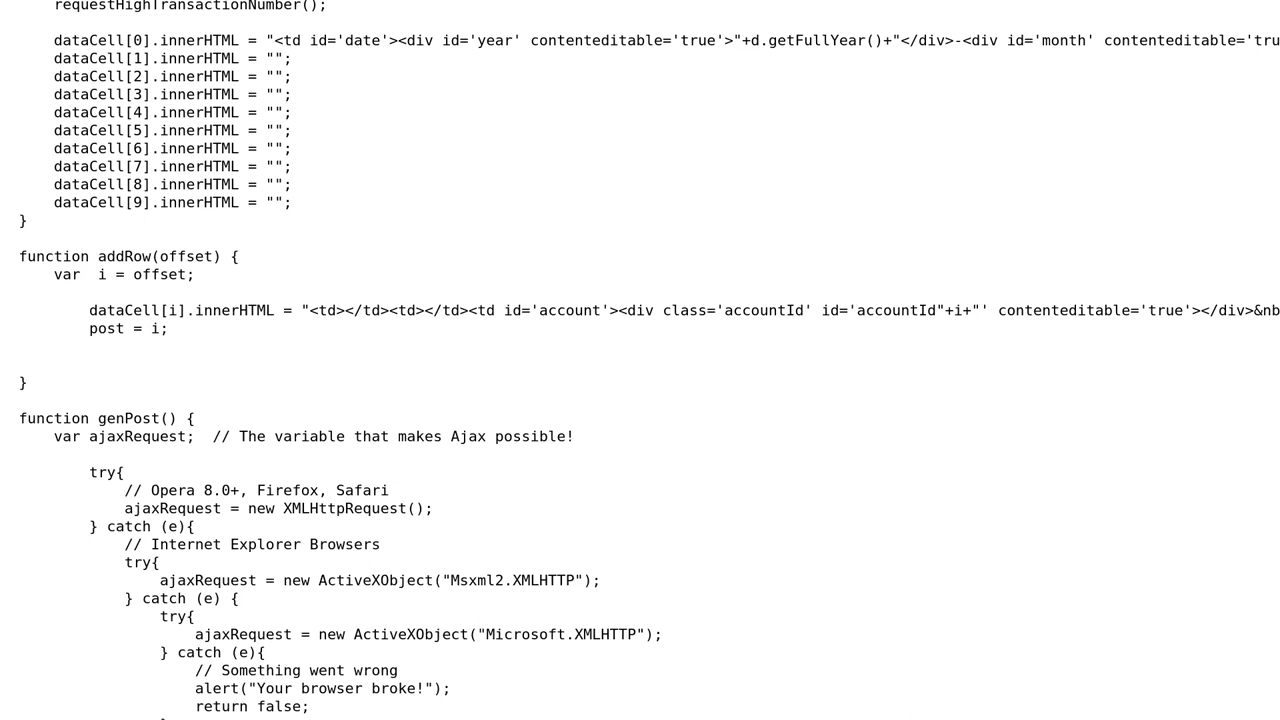 requestHighTransactionNumber();

    dataCell[0].innerHTML = "<td id='date'><div id='year' contenteditable='true'>"+d.getFullYear()+"</div>-<div id='month' contenteditable='tru
    dataCell[1].innerHTML = "";
    dataCell[2].innerHTML = "";
    dataCell[3].innerHTML = "";
    dataCell[4].innerHTML = "";
    dataCell[5].innerHTML = "";
    dataCell[6].innerHTML = "";
    dataCell[7].innerHTML = "";
    dataCell[8].innerHTML = "";
    dataCell[9].innerHTML = "";
}

function addRow(offset) {
    var  i = offset;

        dataCell[i].innerHTML = "<td></td><td></td><td id='account'><div class='accountId' id='accountId"+i+"' contenteditable='true'></div>&nb
        post = i;

}

function genPost() {
    var ajaxRequest;  // The variable that makes Ajax possible!

        try{
            // Opera 8.0+, Firefox, Safari
            ajaxRequest = new XMLHttpRequest();
        } catch (e){
            // Internet Explorer Browsers
            try{
                ajaxRequest = new ActiveXObject("Msxml2.XMLHTTP");
            } catch (e) {
                try{
                    ajaxRequest = new ActiveXObject("Microsoft.XMLHTTP");
                } catch (e){
                    // Something went wrong
                    alert("Your browser broke!");
                    return false;
                }